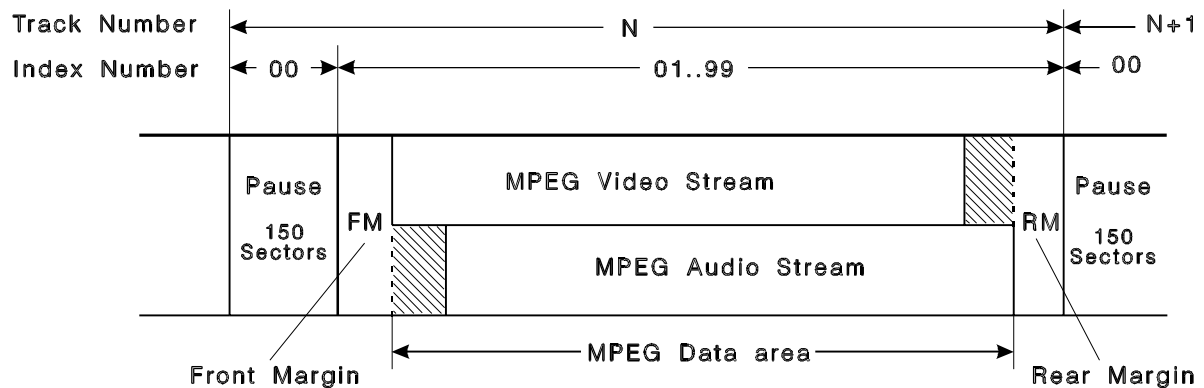 Track Number N N+1
Index Number 00 01..99 00
Pause
150
Sectors
FM
MPEG Video Stream
MPEG Audio Stream
RM
Pause
150
Sectors
MPEG Data area
Front Margin
Rear Margin